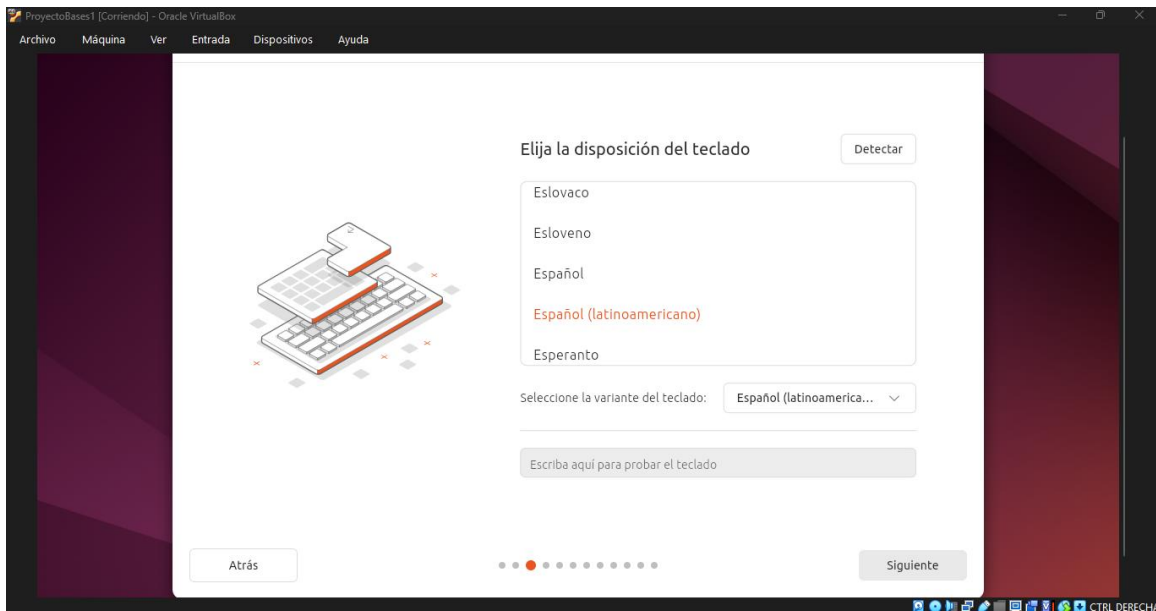 ProyectoBases1 [Corriendo] - Oracle VirtualBox
Archivo Máquina Ver Entrada Dispositivos Ayuda
Elija la disposición del teclado
Detectar
Eslovaco
Esloveno
Español
Español (latinoamericano)
Esperanto
Seleccione la variante del teclado:
Español (latinoamerica...
Escriba aquí para probar el teclado
Atrás
Siguiente
CTRL DERECHA